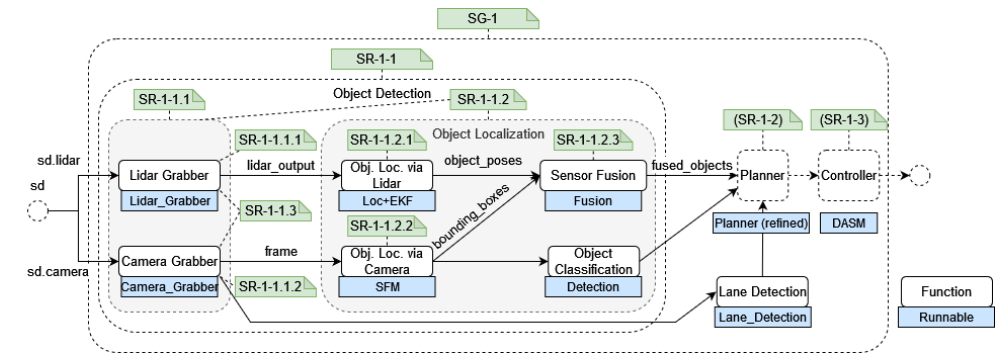 SG-1
SR-1-1
Object Detection
SR-1-1.1
SR-1-1.2
(SR-1-2)
(SR-1-3)
Object Localization
SR-1-1.1.1
SR-1-1.2.1
SR-1-1.2.3
sd.lidar
lidar_output
object_poses
fused_objects
Lidar Grabber
Lidar_Grabber
Obj. Loc. via
Lidar
Loc+EKF
Sensor Fusion
Fusion
Planner
Controller
sd
SR-1-1.3
SR-1-1.2.2
bounding_boxes
Planner (refined)
DASM
sd.camera
frame
Camera Grabber
Camera_Grabber
Obj. Loc. via
Camera
SFM
Object
Classification
Detection
SR-1-1.1.2
Lane Detection
Lane_Detection
Function
Runnable